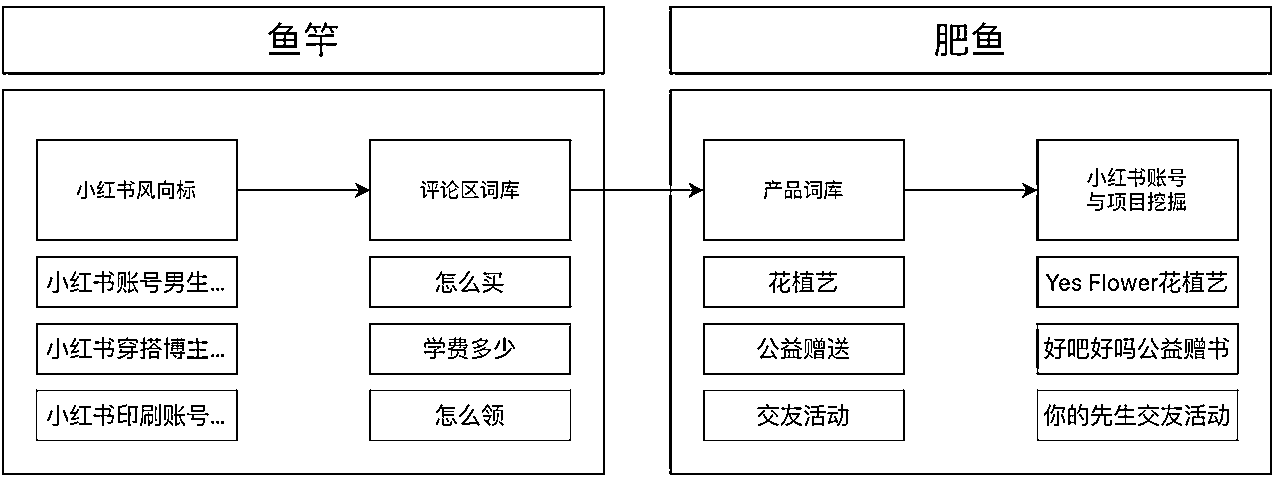 鱼竿
肥鱼
小红书风向标
评论区词库
产品词库
小红书账号
与项目挖掘
小红书账号男生...
怎么买
花植艺
Yes Flower花植艺
小红书穿搭博主...
学费多少
公益赠送
好吧好吗公益赠书
小红书印刷账号...
怎么领
交友活动
你的先生交友活动